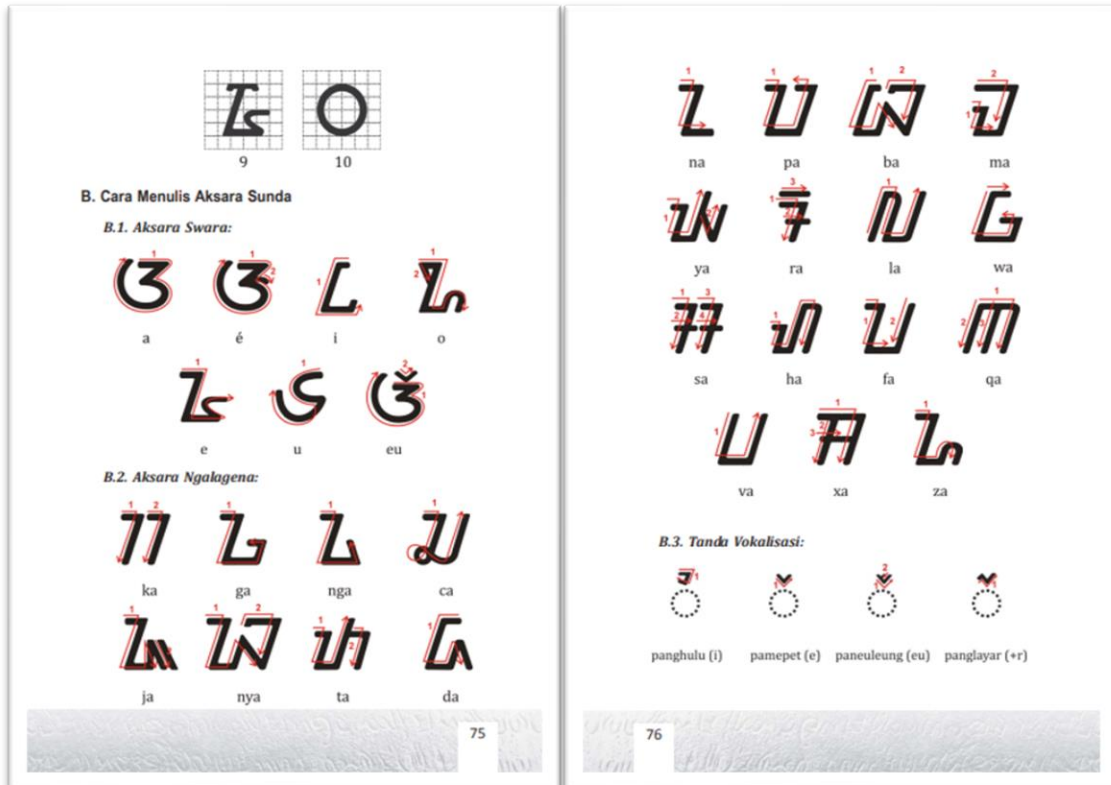 ᮹ ᮰
9 10
B. Cara Menulis Aksara Sunda
B.1. Aksara Swara:
ᮃ ᮆ ᮄ ᮇ
a é i o
ᮈ ᮅ ᮉ
e u eu
B.2. Aksara Ngalagena:
ᮊ ᮌ ᮍ ᮎ
ka ga nga ca
ᮏ ᮑ ᮒ ᮓ
ja nya ta da
75
ᮔ ᮕ ᮘ ᮙ
na pa ba ma
ᮚ ᮛ ᮜ ᮝ
ya ra la wa
ᮞ ᮠ ᮖ ᮋ
sa ha fa qa
ᮗ ᮟ ᮐ
va xa za
B.3. Tanda Vokalisasi:
◌ᮤ ◌ᮨ ◌ᮩ ◌ᮁ
panghulu (i) pamepet (e) paneuleung (eu) panglayar (+r)
76